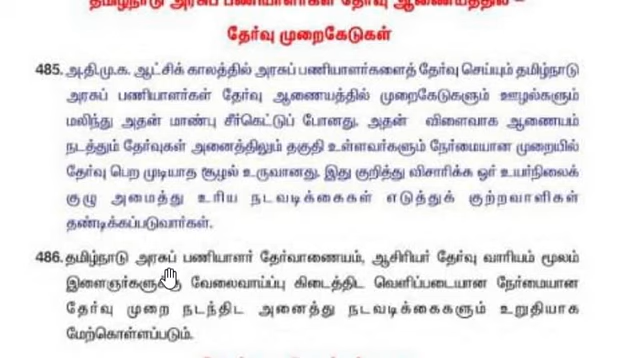 தமிழ்நாடு அரசுப் பணியாளர்கள் தேர்வு ஆணையத்தில் –
தேர்வு முறைகேடுகள்
485. அ.தி.மு.க. ஆட்சிக் காலத்தில் அரசுப் பணியாளர்களைத் தேர்வு செய்யும் தமிழ்நாடு
அரசுப் பணியாளர்கள் தேர்வு ஆணையத்தில் முறைகேடுகளும் ஊழல்களும்
மலிந்து அதன் மாண்பு சீர்கெட்டுப் போனது. அதன் விளைவாக ஆணையம்
நடத்தும் தேர்வுகள் அனைத்திலும் தகுதி உள்ளவர்களும் நேர்மையான முறையில்
தேர்வு பெற முடியாத சூழல் உருவானது. இது குறித்து விசாரிக்க ஓர் உயர்நிலைக்
குழு அமைத்து உரிய நடவடிக்கைகள் எடுத்துக் குற்றவாளிகள்
தண்டிக்கப்படுவார்கள்.
486. தமிழ்நாடு அரசுப் பணியாளர் தேர்வாணையம், ஆசிரியர் தேர்வு வாரியம் மூலம்
இளைஞர்களுக்கு வேலைவாய்ப்பு கிடைத்திட வெளிப்படையான நேர்மையான
தேர்வு முறை நடந்திட அனைத்து நடவடிக்கைகளும் உறுதியாக
மேற்கொள்ளப்படும்.